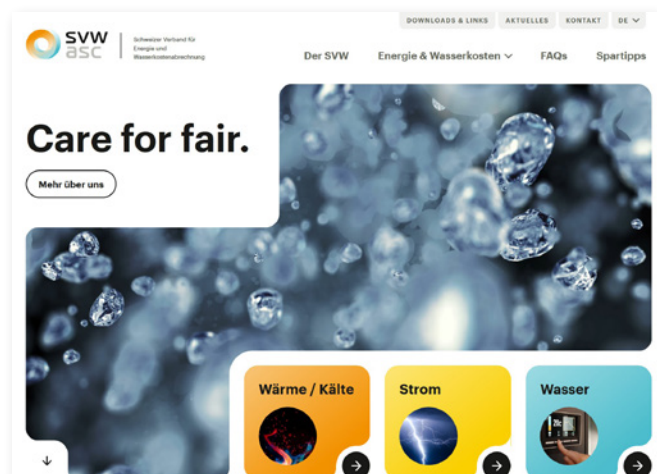 DOWNLOADS & LINKS AKTUELLES KONTAKT DE
SVW
asc
Schweizer Verband für
Energie und
Wasserkostenabrechnung
Der SVW Energie & Wasserkosten FAQs Spartipps
Care for fair.
Mehr über uns
Wärme / Kälte Strom Wasser